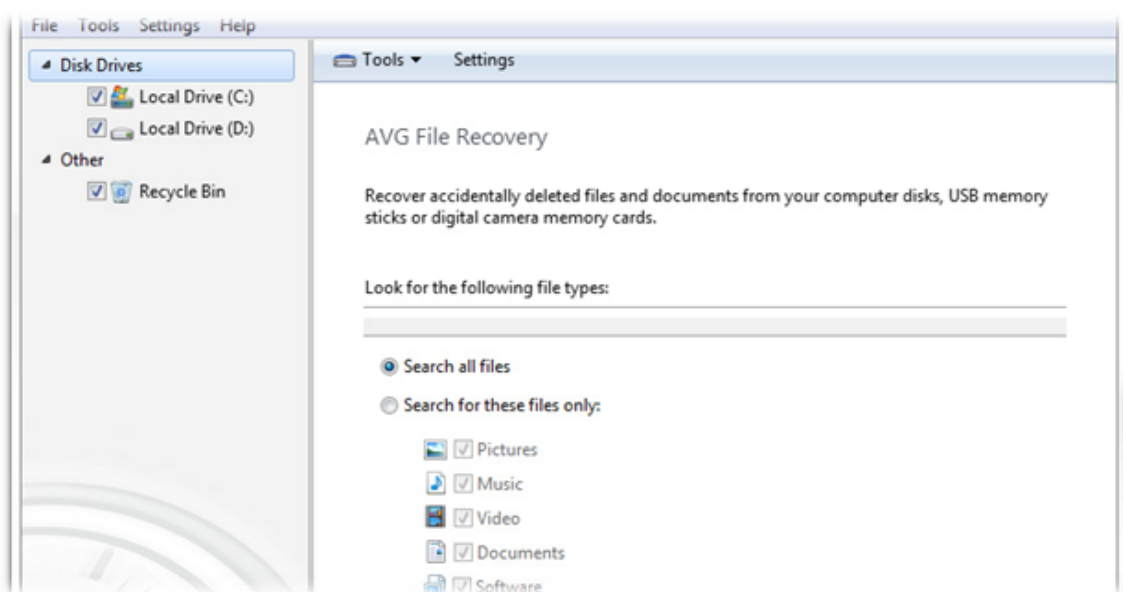 File Tools Settings Help
Disk Drives
Local Drive (C:)
Local Drive (D:)
Other
Recycle Bin
Tools Settings
AVG File Recovery
Recover accidentally deleted files and documents from your computer disks, USB memory
sticks or digital camera memory cards.
Look for the following file types:
Search all files
Search for these files only:
Pictures
Music
Video
Documents
Software